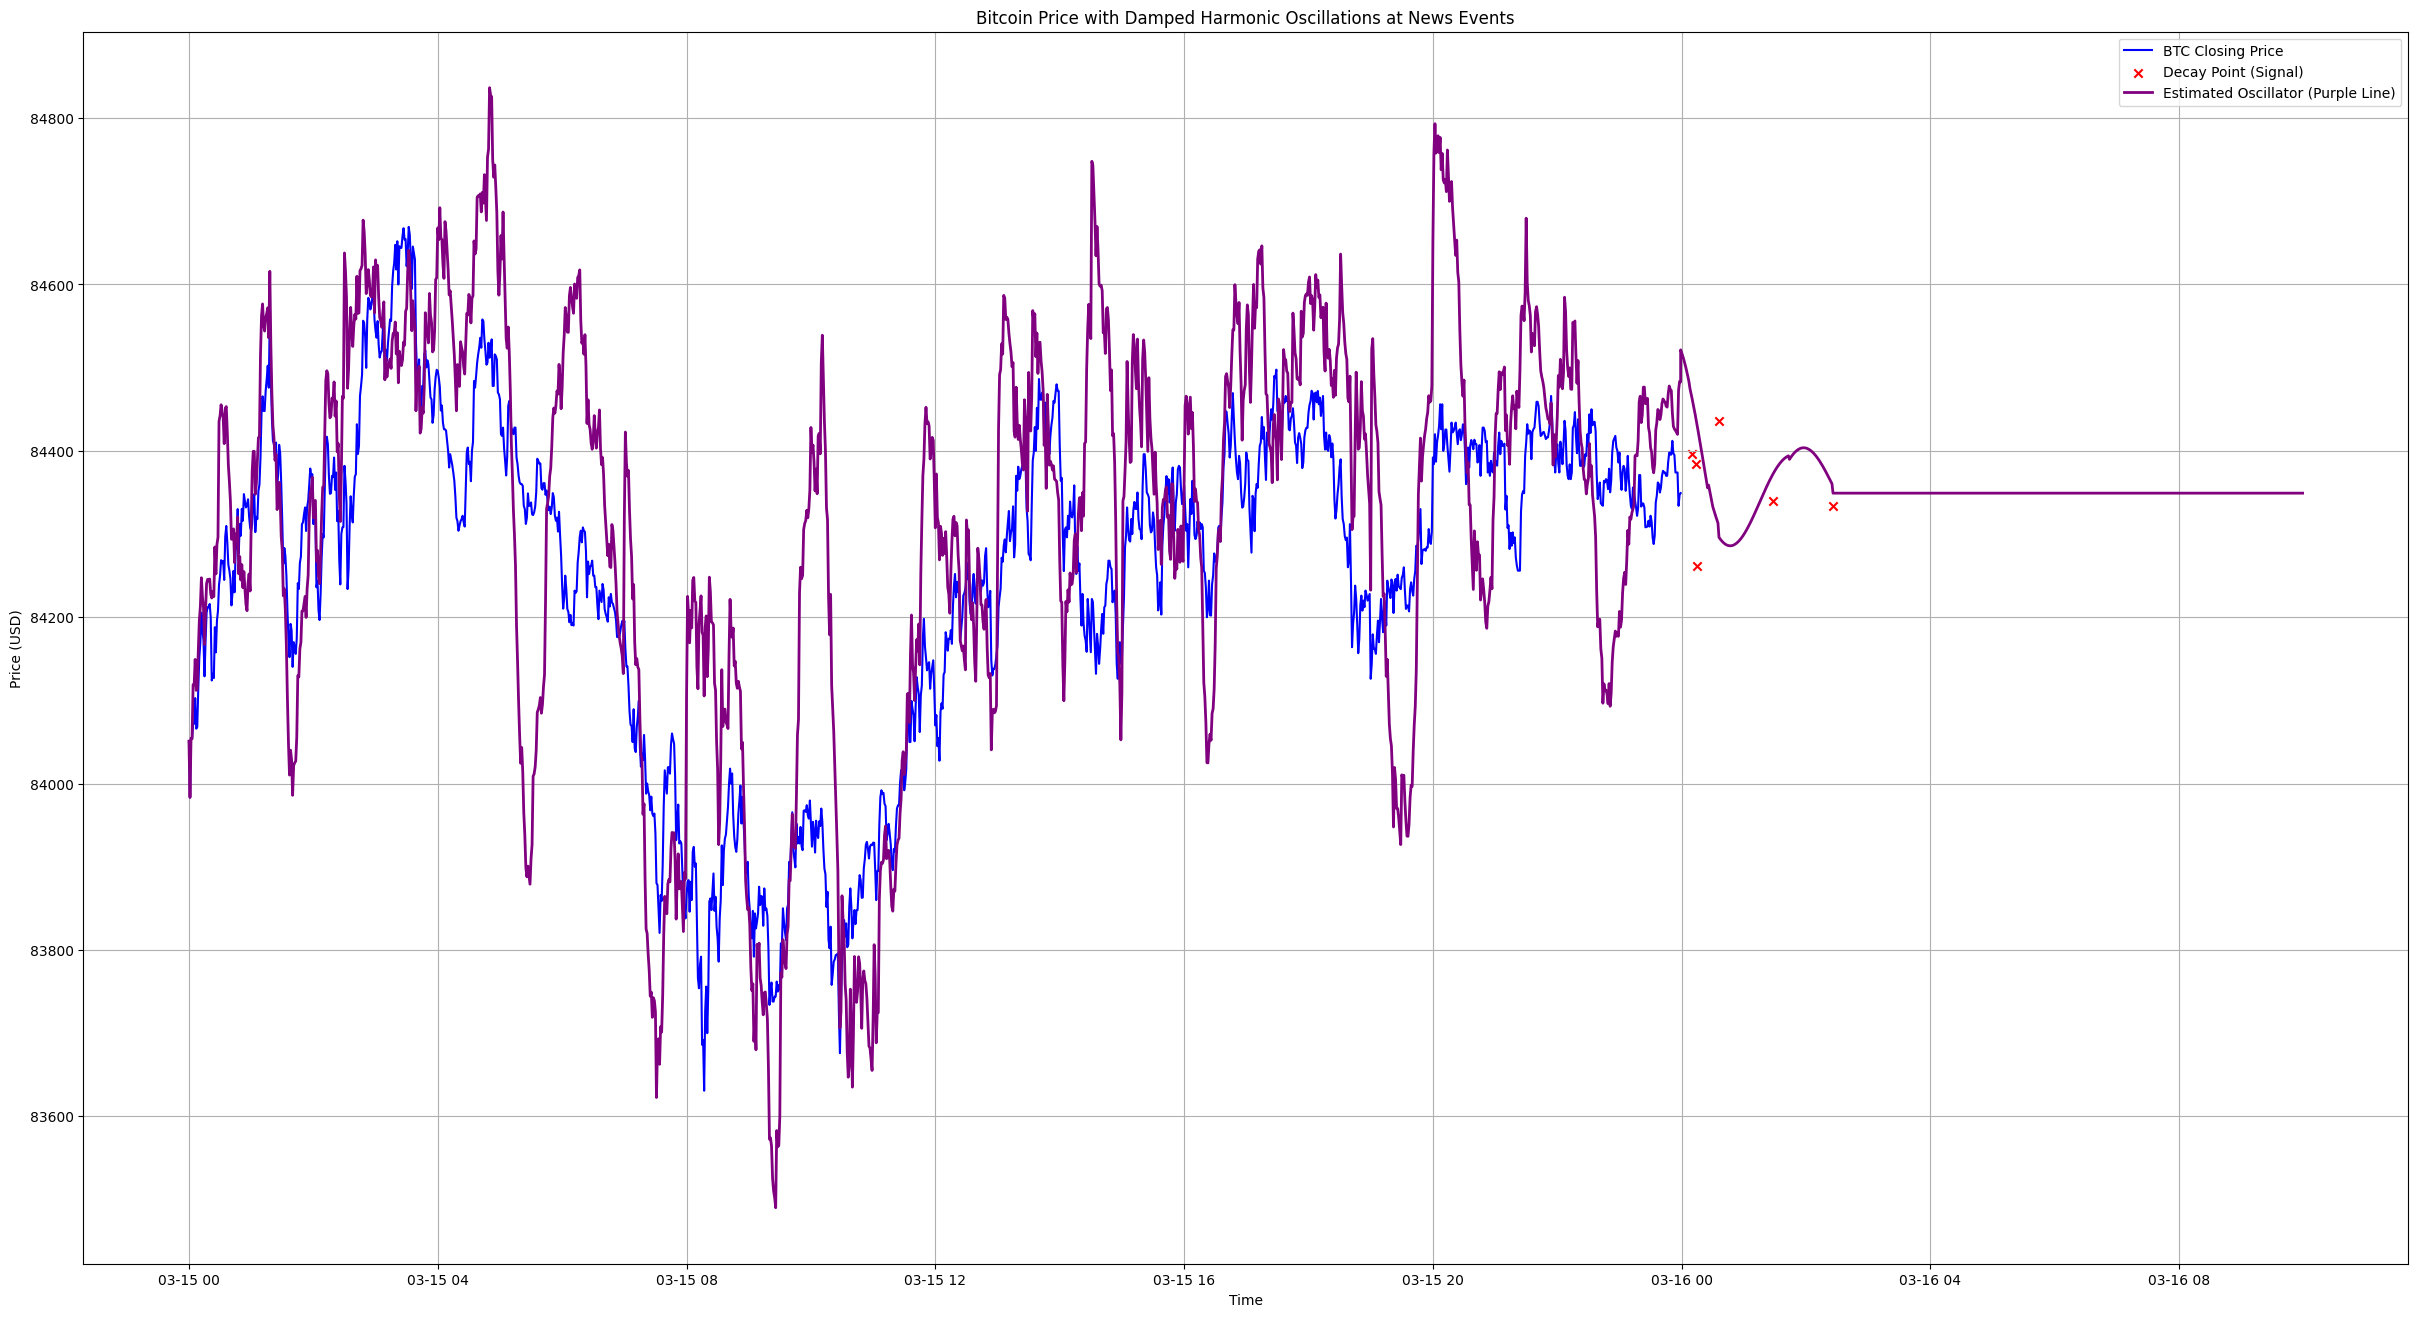 Bitcoin Price with Damped Harmonic Oscillations at News Events
BTC Closing Price
Decay Point (Signal)
Estimated Oscillator (Purple Line)
84800
84600
84400
84200
84000
83800
83600
Price (USD)
03-15 00
03-15 04
03-15 08
03-15 12
03-15 16
03-15 20
03-16 00
03-16 04
03-16 08
Time